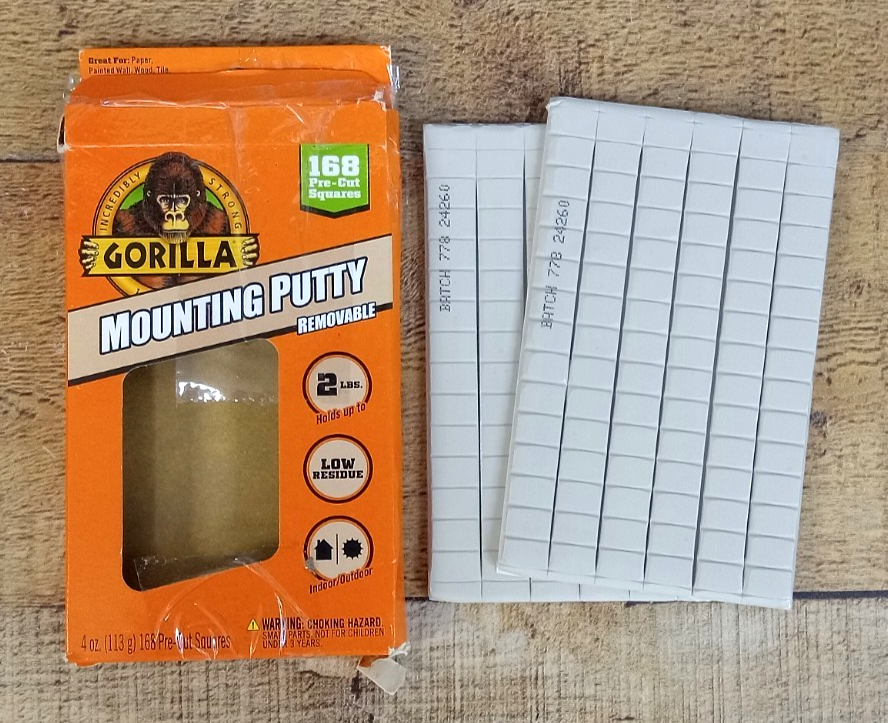 Great For: Paper,
Painted Wall, Wood, Tile,
INCREDIBLY STRONG
GORILLA
168
Pre-Cut
Squares
MOUNTING PUTTY
REMOVABLE
2 LBS.
Holds up to
LOW
RESIDUE
Indoor/Outdoor
4 oz. (113 g) 168 Pre-Cut Squares
WARNING: CHOKING HAZARD.
SMALL PARTS. NOT FOR CHILDREN
UNDER 3 YEARS.
BATCH 778 24260
BATCH 778 24260